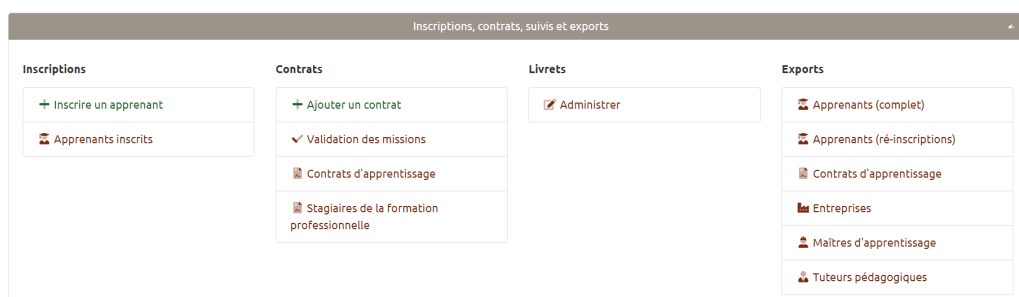 Inscriptions, contrats, suivis et exports
Inscriptions
Inscrire un apprenant
Apprenants inscrits
Contrats
Ajouter un contrat
Validation des missions
Contrats d'apprentissage
Stagiaires de la formation
professionnelle
Livrets
Administrer
Exports
Apprenants (complet)
Apprenants (ré-inscriptions)
Contrats d'apprentissage
Entreprises
Maîtres d'apprentissage
Tuteurs pédagogiques